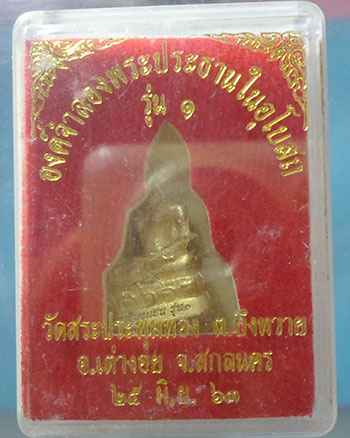 องค์จำลองพระประธานในอุโบสถ
รุ่น ๑
วัดสระประทุมทอง ต.บึงทวาย
อ.เต่างอย จ.สกลนคร
๒๕ มิ.ย. ๖๓